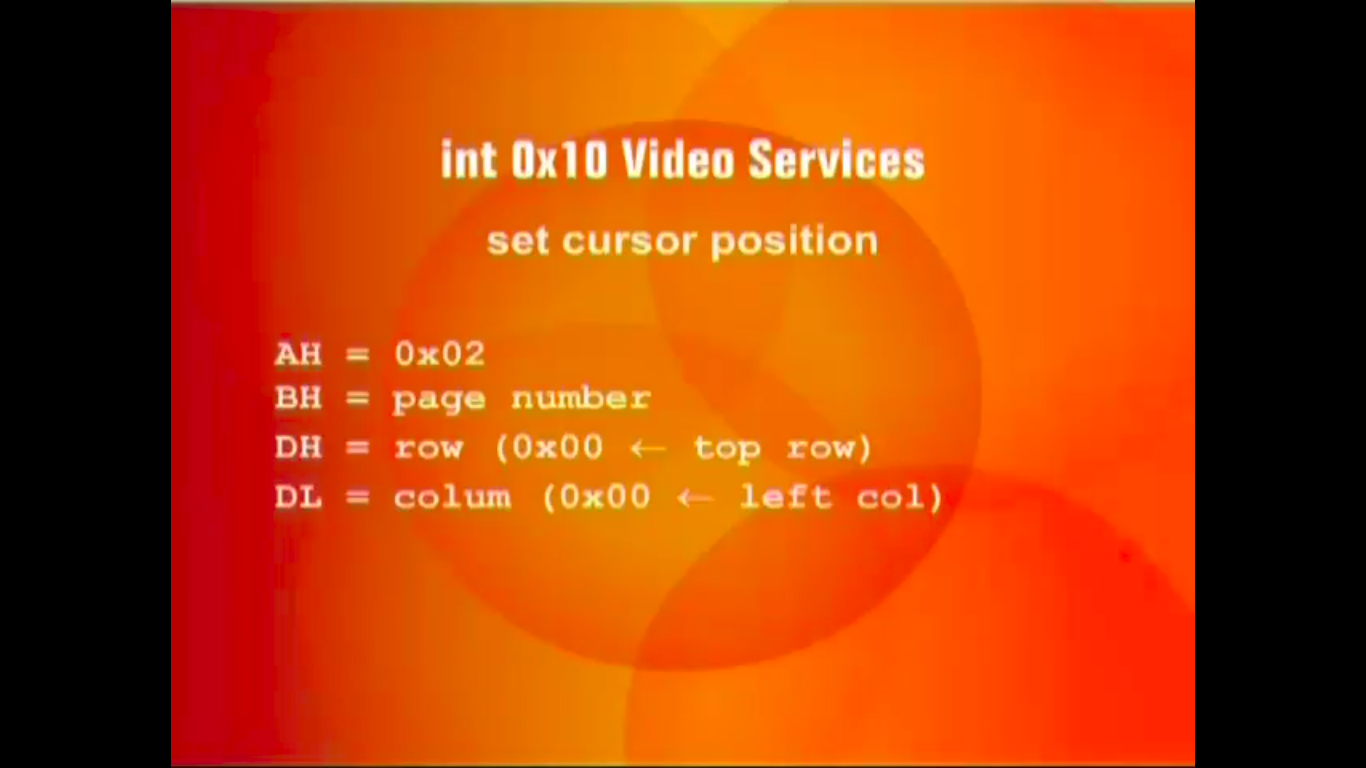 int 0x10 Video Services
set cursor position
AH = 0x02
BH = page number
DH = row (0x00 ← top row)
DL = colum (0x00 ← left col)